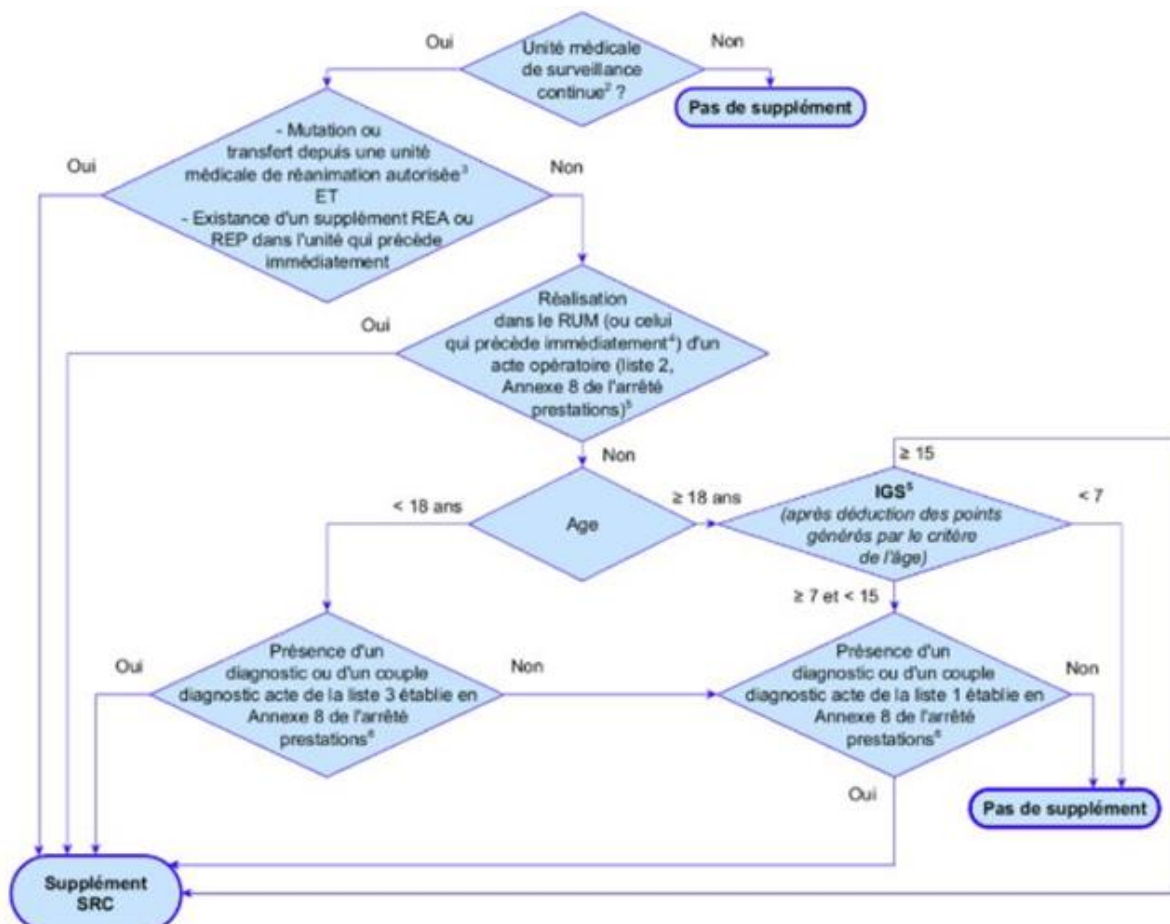 Oui
Non
Unité médicale
de surveillance
continue² ?
Pas de supplément
Oui
- Mutation ou
transfert depuis une unité
médicale de réanimation autorisée³
ET
- Existance d'un supplément REA ou
REP dans l'unité qui précède
immédiatement
Non
Oui
Réalisation
dans le RUM (ou celui
qui précède immédiatement⁴) d'un
acte opératoire (liste 2,
Annexe 8 de l'arrêté
prestations)⁵
Non
< 18 ans
Age
≥ 18 ans
≥ 15
IGS⁵
(après déduction des points
générés par le critère
de l'âge)
< 7
≥ 7 et < 15
Oui
Présence d'un
diagnostic ou d'un couple
diagnostic acte de la liste 3 établie en
Annexe 8 de l'arrêté
prestations⁶
Non
Présence d'un
diagnostic ou d'un couple
diagnostic acte de la liste 1 établie en
Annexe 8 de l'arrêté
prestations⁶
Non
Oui
Pas de supplément
Supplément
SRC